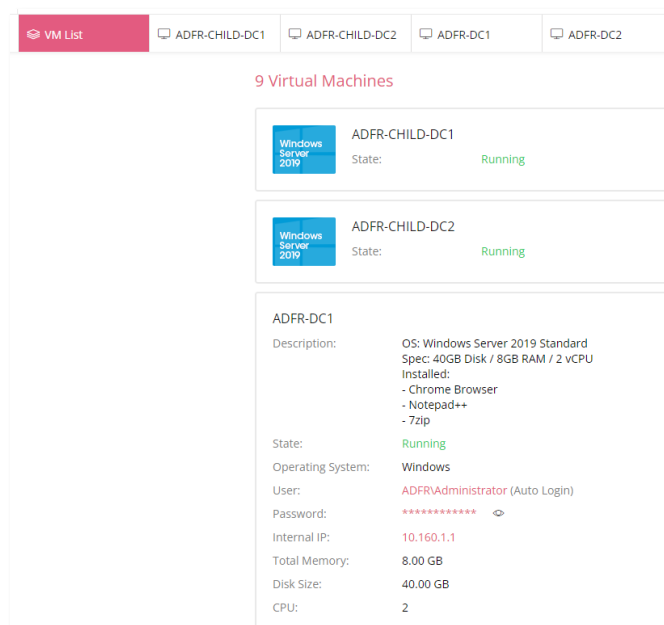 VM List
ADFR-CHILD-DC1
ADFR-CHILD-DC2
ADFR-DC1
ADFR-DC2
9 Virtual Machines
Windows Server 2019
ADFR-CHILD-DC1
State: Running
Windows Server 2019
ADFR-CHILD-DC2
State: Running
ADFR-DC1
Description: OS: Windows Server 2019 Standard
Spec: 40GB Disk / 8GB RAM / 2 vCPU
Installed:
- Chrome Browser
- Notepad++
- 7zip
State: Running
Operating System: Windows
User: ADFR\Administrator (Auto Login)
Password: ************
Internal IP: 10.160.1.1
Total Memory: 8.00 GB
Disk Size: 40.00 GB
CPU: 2